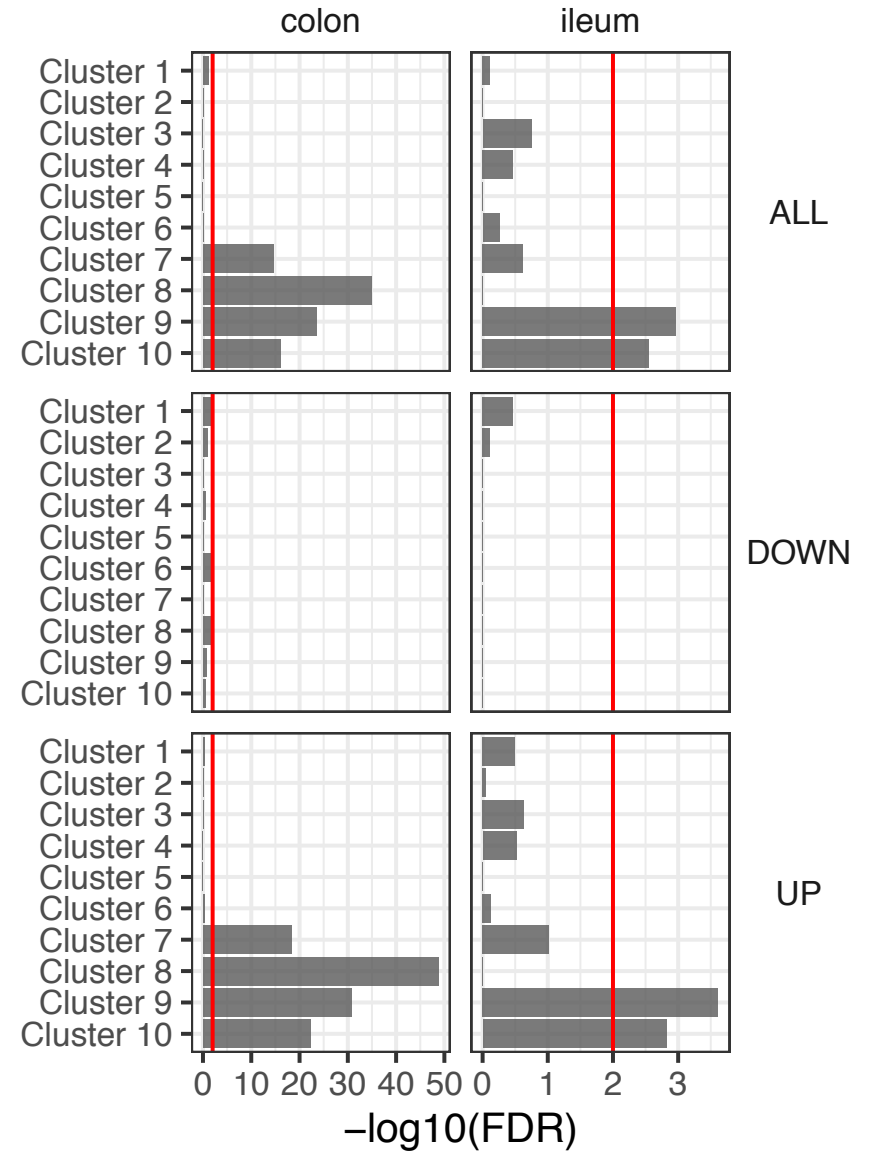 colon ileum
Cluster 1
Cluster 2
Cluster 3
Cluster 4
Cluster 5
Cluster 6
Cluster 7
Cluster 8
Cluster 9
Cluster 10
ALL
Cluster 1
Cluster 2
Cluster 3
Cluster 4
Cluster 5
Cluster 6
Cluster 7
Cluster 8
Cluster 9
Cluster 10
DOWN
Cluster 1
Cluster 2
Cluster 3
Cluster 4
Cluster 5
Cluster 6
Cluster 7
Cluster 8
Cluster 9
Cluster 10
UP
0 10 20 30 40 50 0 1 2 3
−log10(FDR)